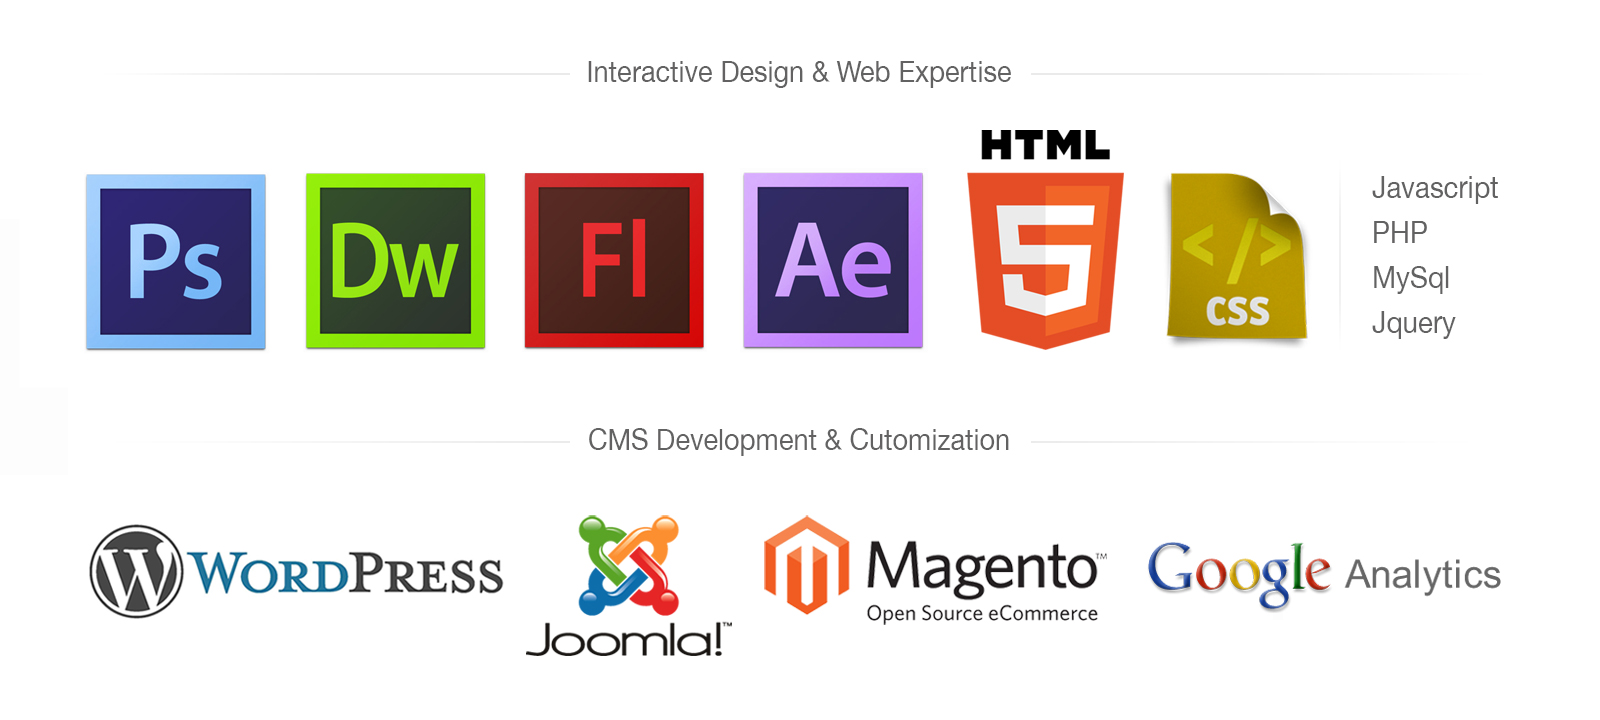 Interactive Design & Web Expertise
Ps
Dw
Fl
Ae
HTML
5
</>
css
Javascript
PHP
MySql
Jquery
CMS Development & Cutomization
W WORDPRESS
Joomla!™
Magento™
Open Source eCommerce
Google Analytics